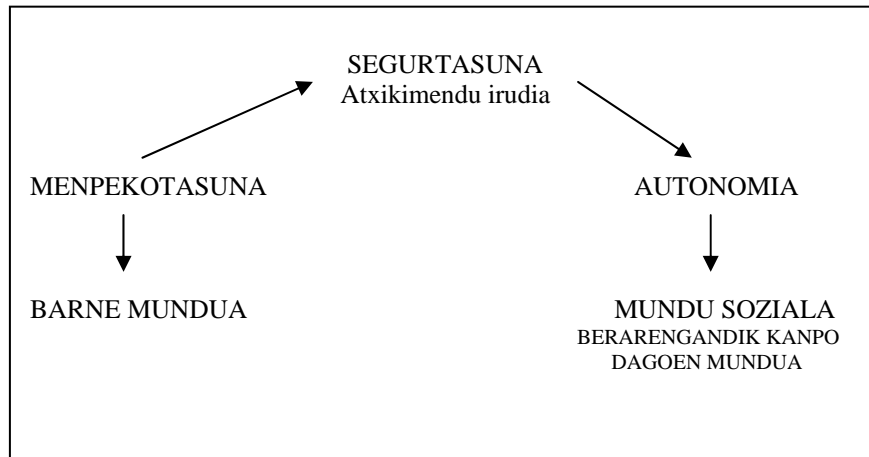 SEGURTASUNA
Atxikimendu irudia
MENPEKOTASUNA
AUTONOMIA
BARNE MUNDUA
MUNDU SOZIALA
BERARENGANDIK KANPO
DAGOEN MUNDUA